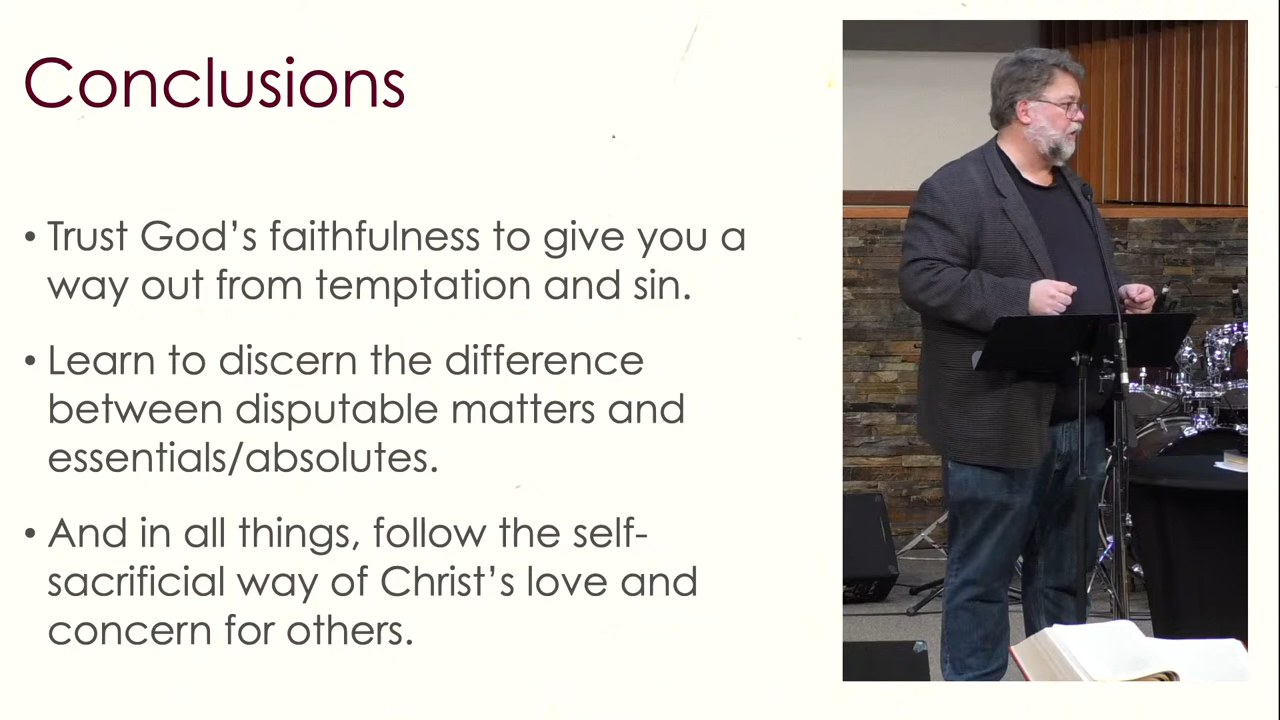 Conclusions
• Trust God’s faithfulness to give you a
way out from temptation and sin.
• Learn to discern the difference
between disputable matters and
essentials/absolutes.
• And in all things, follow the self-
sacrificial way of Christ’s love and
concern for others.